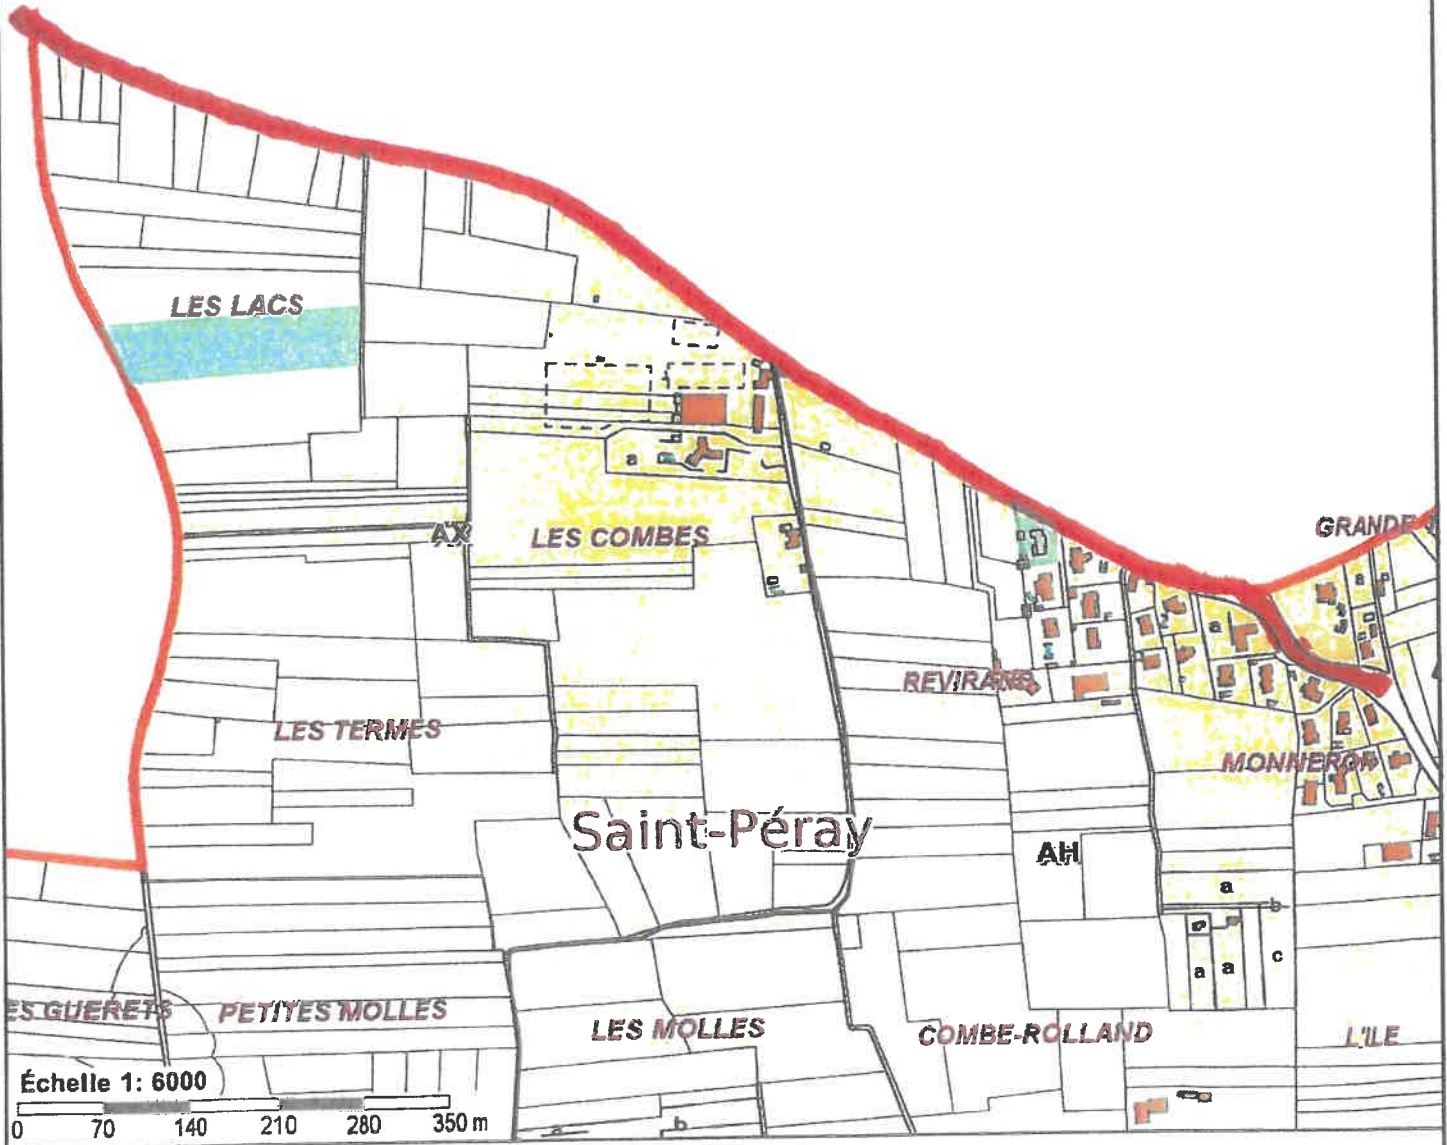 LES LACS
a
AX
LES COMBES
GRANDE
a
a
REVIRAND
LES TERMES
MONNERON
Saint-Péray
AH
a
b
a
a
c
ES GUERETS
PETITES MOLLES
LES MOLLES
COMBE-ROLLAND
L'ILE
Échelle 1: 6000
0 70 140 210 280 350 m
a
b